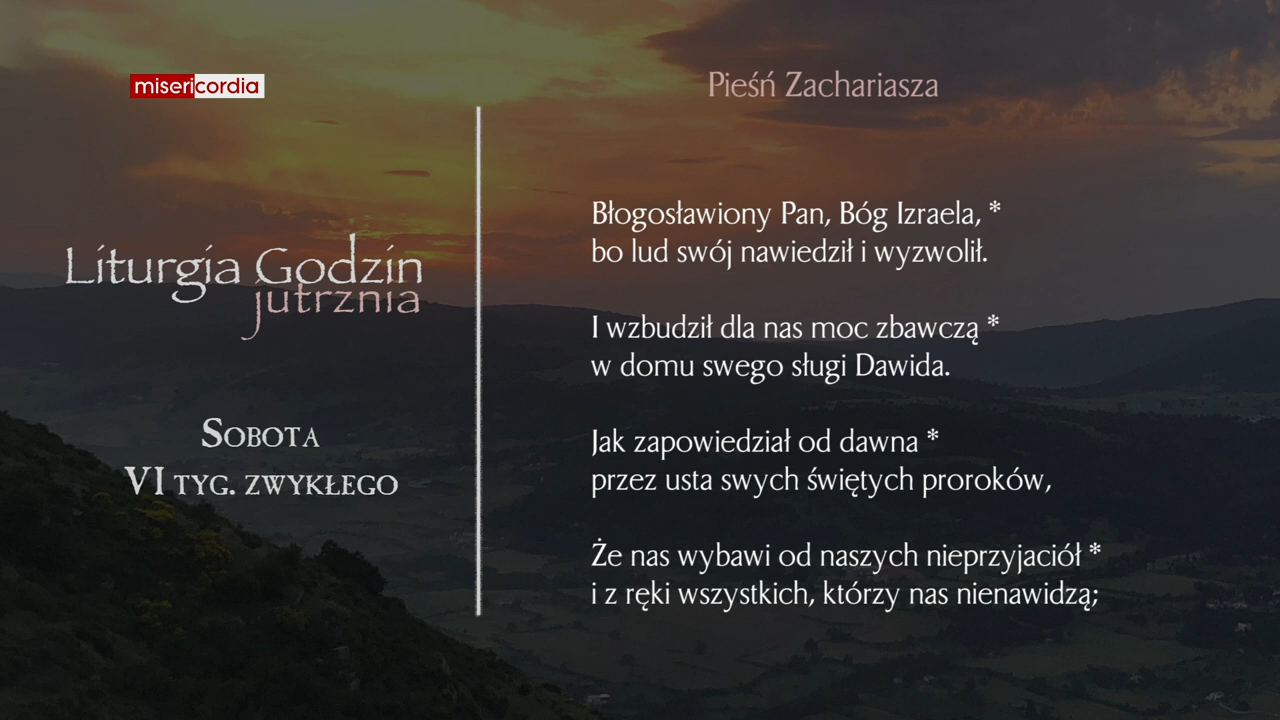 misericordia
Liturgia Godzin
jutrznia
Sobota
VI tyg. zwykłego
Pieśń Zachariasza
Błogosławiony Pan, Bóg Izraela, *
bo lud swój nawiedził i wyzwolił.
I wzbudził dla nas moc zbawczą *
w domu swego sługi Dawida.
Jak zapowiedział od dawna *
przez usta swych świętych proroków,
Że nas wybawi od naszych nieprzyjaciół *
i z ręki wszystkich, którzy nas nienawidzą;